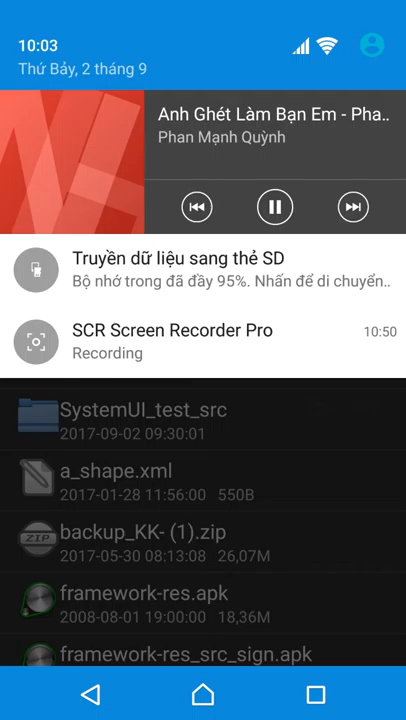 10:03
Thứ Bảy, 2 tháng 9
Anh Ghét Làm Bạn Em - Pha..
Phan Mạnh Quỳnh
Truyền dữ liệu sang thẻ SD
Bộ nhớ trong đã đầy 95%. Nhấn để di chuyển..
SCR Screen Recorder Pro
10:50
Recording
SystemUI_test_src
2017-09-02 09:30:01
a_shape.xml
2017-01-28 11:56:00 550B
backup_KK- (1).zip
ZIP
2017-05-30 08:13:08 26,07M
framework-res.apk
2008-08-01 19:00:00 18,36M
framework-res_src_sign.apk